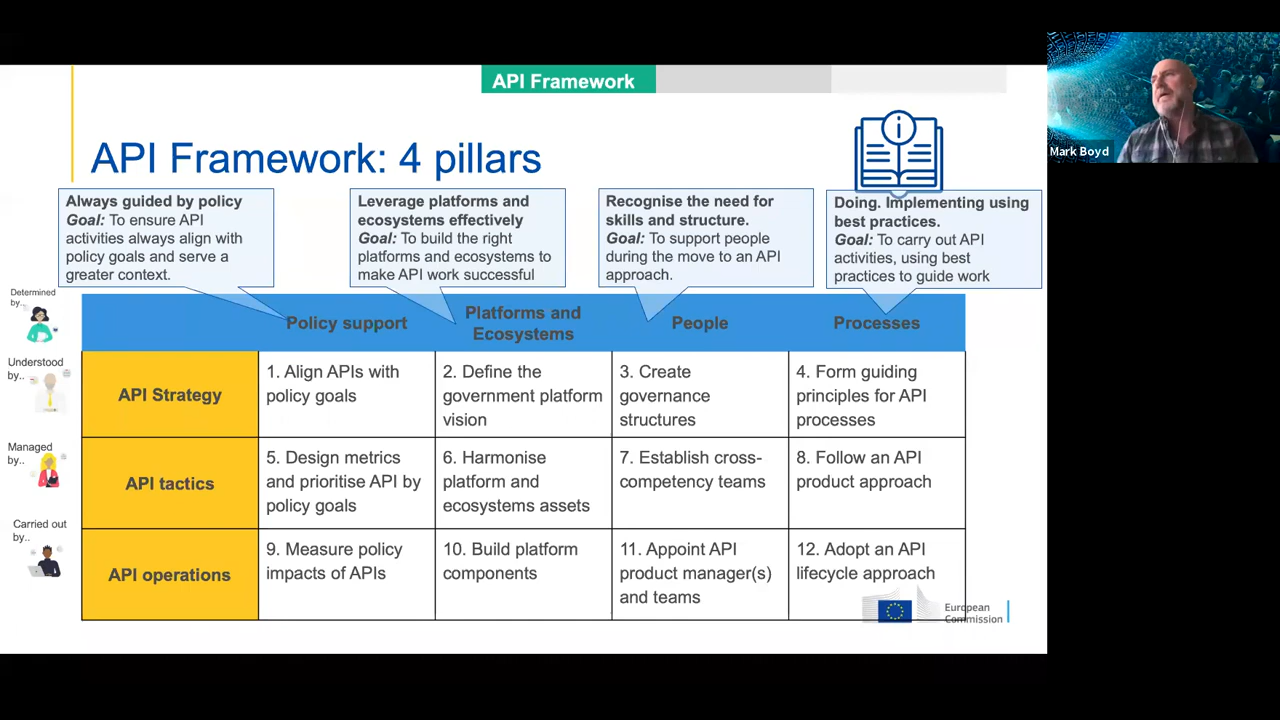 API Framework
API Framework: 4 pillars
Mark Boyd
Always guided by policy
Goal: To ensure API
activities always align with
policy goals and serve a
greater context.
Leverage platforms and
ecosystems effectively
Goal: To build the right
platforms and ecosystems to
make API work successful
Recognise the need for
skills and structure.
Goal: To support people
during the move to an API
approach.
Doing. Implementing using
best practices.
Goal: To carry out API
activities, using best
practices to guide work
Determined
by..
Policy support
Platforms and
Ecosystems
People
Processes
Understood
by..
API Strategy
1. Align APIs with
policy goals
2. Define the
government platform
vision
3. Create
governance
structures
4. Form guiding
principles for API
processes
Managed
by..
API tactics
5. Design metrics
and prioritise API by
policy goals
6. Harmonise
platform and
ecosystems assets
7. Establish cross-
competency teams
8. Follow an API
product approach
Carried out
by..
API operations
9. Measure policy
impacts of APIs
10. Build platform
components
11. Appoint API
product manager(s)
and teams
12. Adopt an API
lifecycle approach
European
Commission